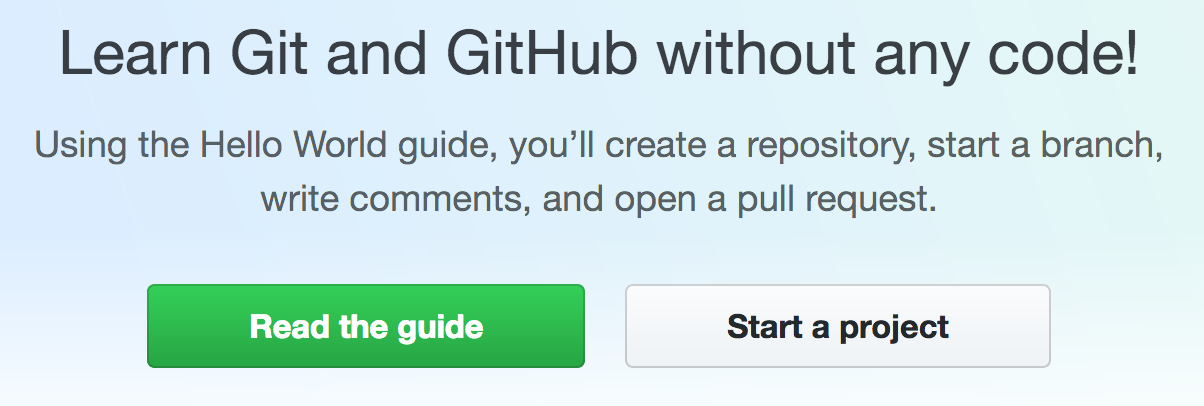 Learn Git and GitHub without any code!
Using the Hello World guide, you’ll create a repository, start a branch,
write comments, and open a pull request.
Read the guide
Start a project